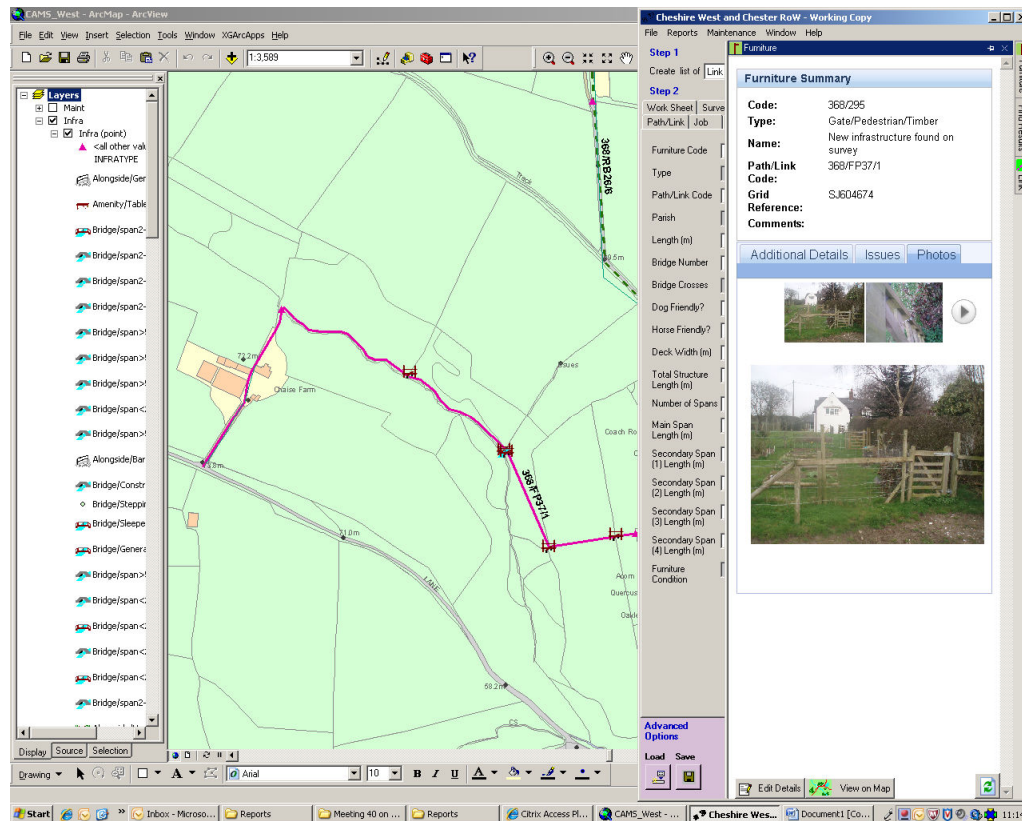 CAMS_West - ArcMap - ArcView
File Edit View Insert Selection Tools Window XGArcApps Help
1:3,589
Layers
Maint
Infra
Infra (point)
<all other valu
INFRATYPE
Alongside/Ger
Amenity/Table
Bridge/span2-
Bridge/span2-
Bridge/span2-
Bridge/span>
Bridge/span>
Bridge/span2-
Bridge/span<2
Bridge/span>
Alongside/Bar
Bridge/Constr
Bridge/Steppir
Bridge/Sleepe
Bridge/Genera
Bridge/span>
Bridge/span<2
Bridge/span<
Bridge/span<2
Bridge/span<2
Bridge/span2-
Display Source Selection
368/RB26/6
Track
72.2m
Chaise Farm
Coach Ro
368/FP37/1
71.0m
LANE
Acorn
Quercus
58.2m
CS
Drawing
Arial
10
B I U A
Cheshire West and Chester RoW - Working Copy
File Reports Maintenance Window Help
Step 1
Create list of Link
Step 2
Work Sheet Surve
Path/Link Job
Furniture Code
Type
Path/Link Code
Parish
Length (m)
Bridge Number
Bridge Crosses
Dog Friendly?
Horse Friendly?
Deck Width (m)
Total Structure
Length (m)
Number of Spans
Main Span
Length (m)
Secondary Span
(1) Length (m)
Secondary Span
(2) Length (m)
Secondary Span
(3) Length (m)
Secondary Span
(4) Length (m)
Furniture
Condition
Advanced
Options
Load Save
Furniture
Furniture Summary
Code: 368/295
Type: Gate/Pedestrian/Timber
Name: New infrastructure found on
survey
Path/Link
Code: 368/FP37/1
Grid
Reference: SJ604674
Comments:
Additional Details Issues Photos
Edit Details View on Map
Link
Start
Inbox - Microso...
Reports
Meeting 40 on ...
Reports
Citrix Access Pl...
CAMS_West - ...
Cheshire Wes...
Document1 [Co...
11:14